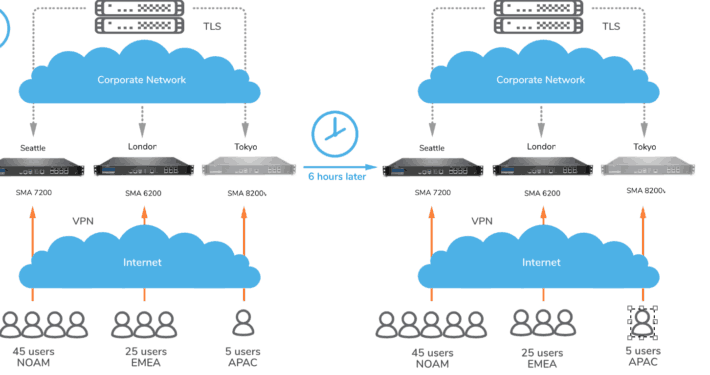 TLS
Corporate Network
Seattle
London
Tokyo
SMA 7200
SMA 6200
SMA 8200v
VPN
Internet
45 users
NOAM
25 users
EMEA
5 users
APAC
6 hours later
TLS
Corporate Network
Seattle
London
Tokyo
SMA 7200
SMA 6200
SMA 8200v
VPN
Internet
45 users
NOAM
25 users
EMEA
5 users
APAC